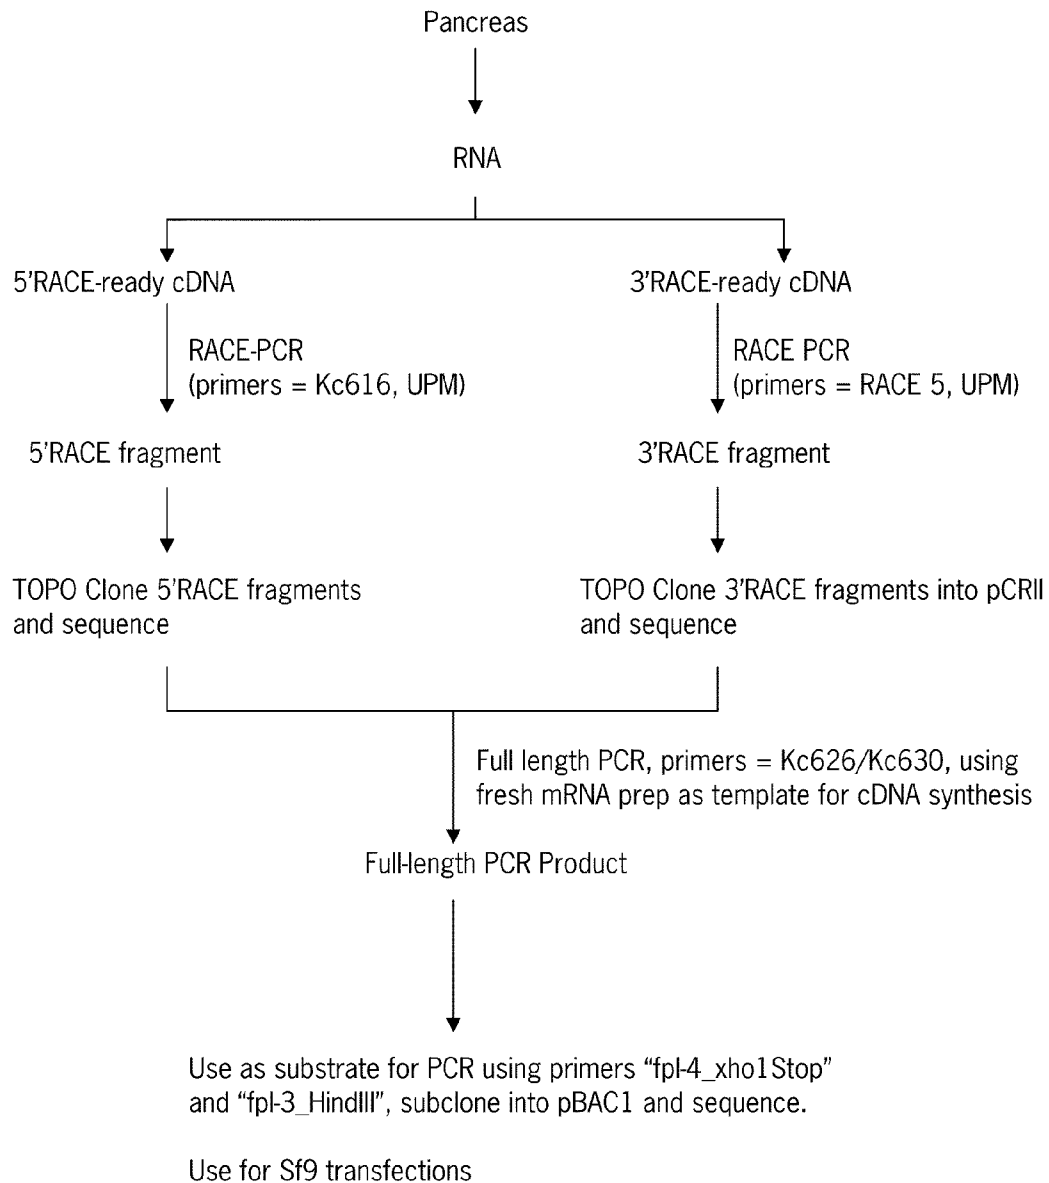 Pancreas
RNA
5'RACE-ready cDNA
3'RACE-ready cDNA
RACE-PCR
(primers = Kc616, UPM)
RACE PCR
(primers = RACE 5, UPM)
5'RACE fragment
3'RACE fragment
TOPO Clone 5'RACE fragments
and sequence
TOPO Clone 3'RACE fragments into pCRII
and sequence
Full length PCR, primers = Kc626/Kc630, using
fresh mRNA prep as template for cDNA synthesis
Full-length PCR Product
Use as substrate for PCR using primers “fpl-4_xho1Stop”
and “fpl-3_HindIII”, subclone into pBAC1 and sequence.
Use for Sf9 transfections